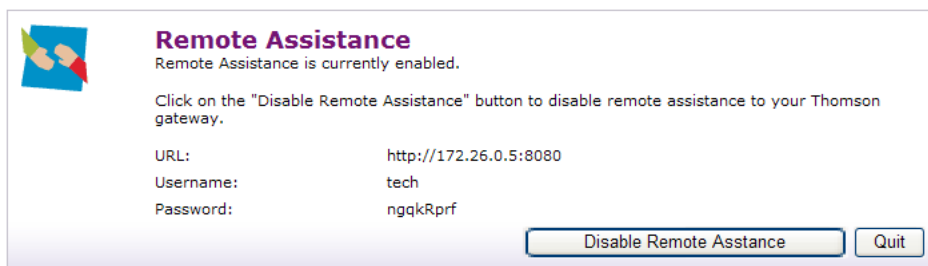 Remote Assistance
Remote Assistance is currently enabled.
Click on the "Disable Remote Assistance" button to disable remote assistance to your Thomson
gateway.
URL: http://172.26.0.5:8080
Username: tech
Password: ngqkRprf
Disable Remote Asstance Quit